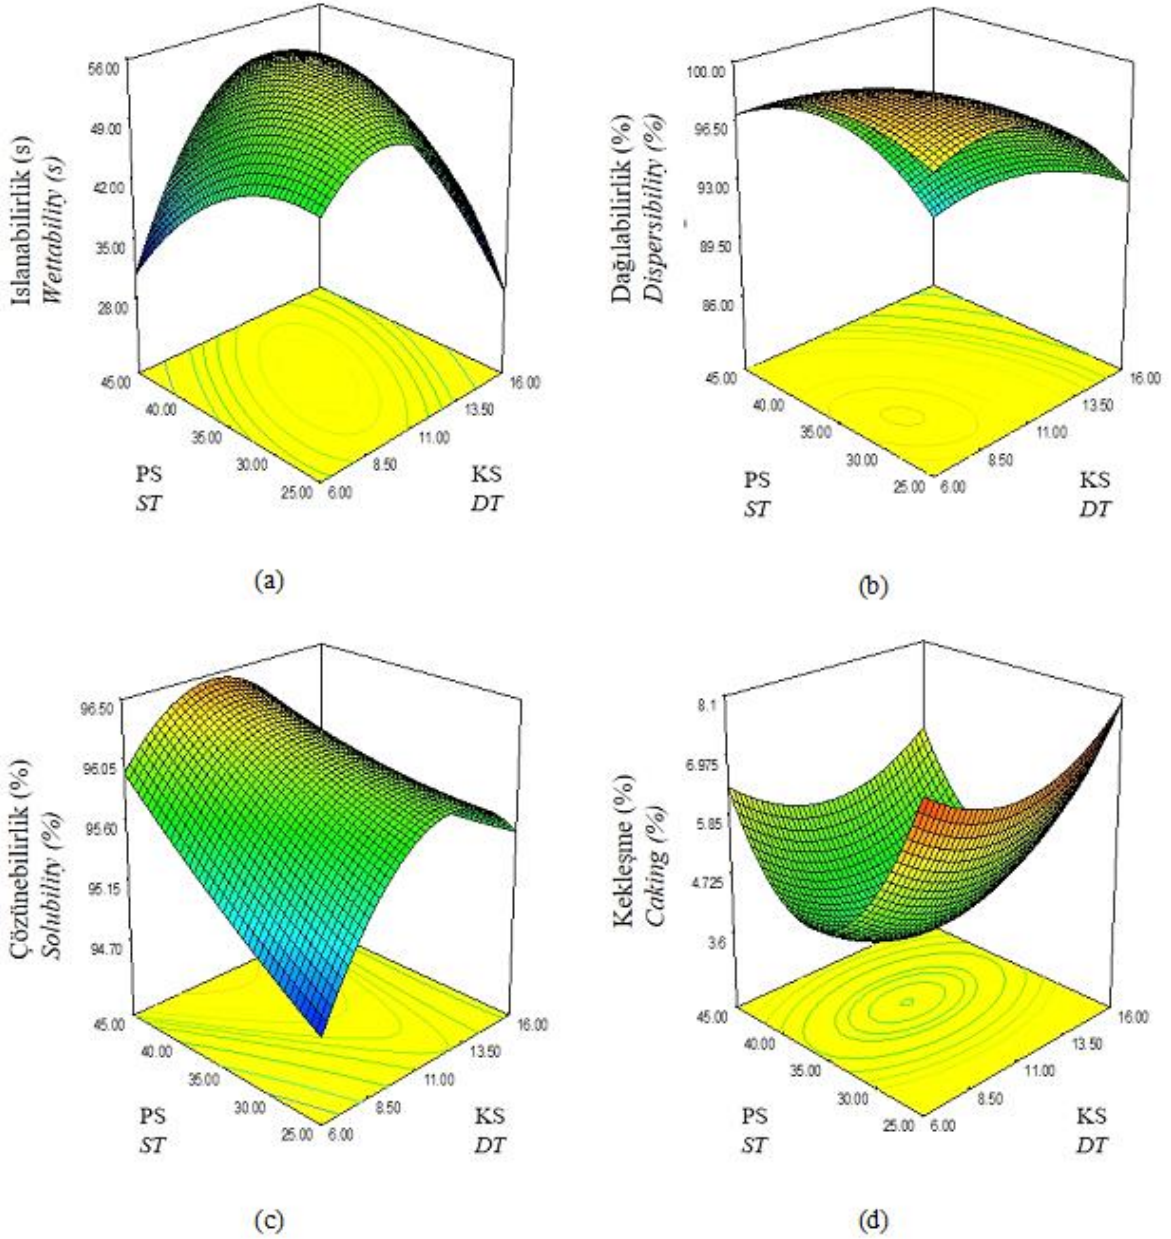 Islanabilirlik (s)
Wettability (s)
56.00
49.00
42.00
35.00
28.00
45.00
40.00
35.00
30.00
25.00
6.00
8.50
11.00
13.50
16.00
PS
ST
KS
DT
(a)
Dağılabilirlik (%)
Dispersibility (%)
100.00
96.50
93.00
89.50
86.00
45.00
40.00
35.00
30.00
25.00
6.00
8.50
11.00
13.50
16.00
PS
ST
KS
DT
(b)
Çözünebilirlik (%)
Solubility (%)
96.50
96.05
95.60
95.15
94.70
45.00
40.00
35.00
30.00
25.00
6.00
8.50
11.00
13.50
16.00
PS
ST
KS
DT
(c)
Kekleşme (%)
Caking (%)
8.1
6.975
5.85
4.725
3.6
45.00
40.00
35.00
30.00
25.00
6.00
8.50
11.00
13.50
16.00
PS
ST
KS
DT
(d)